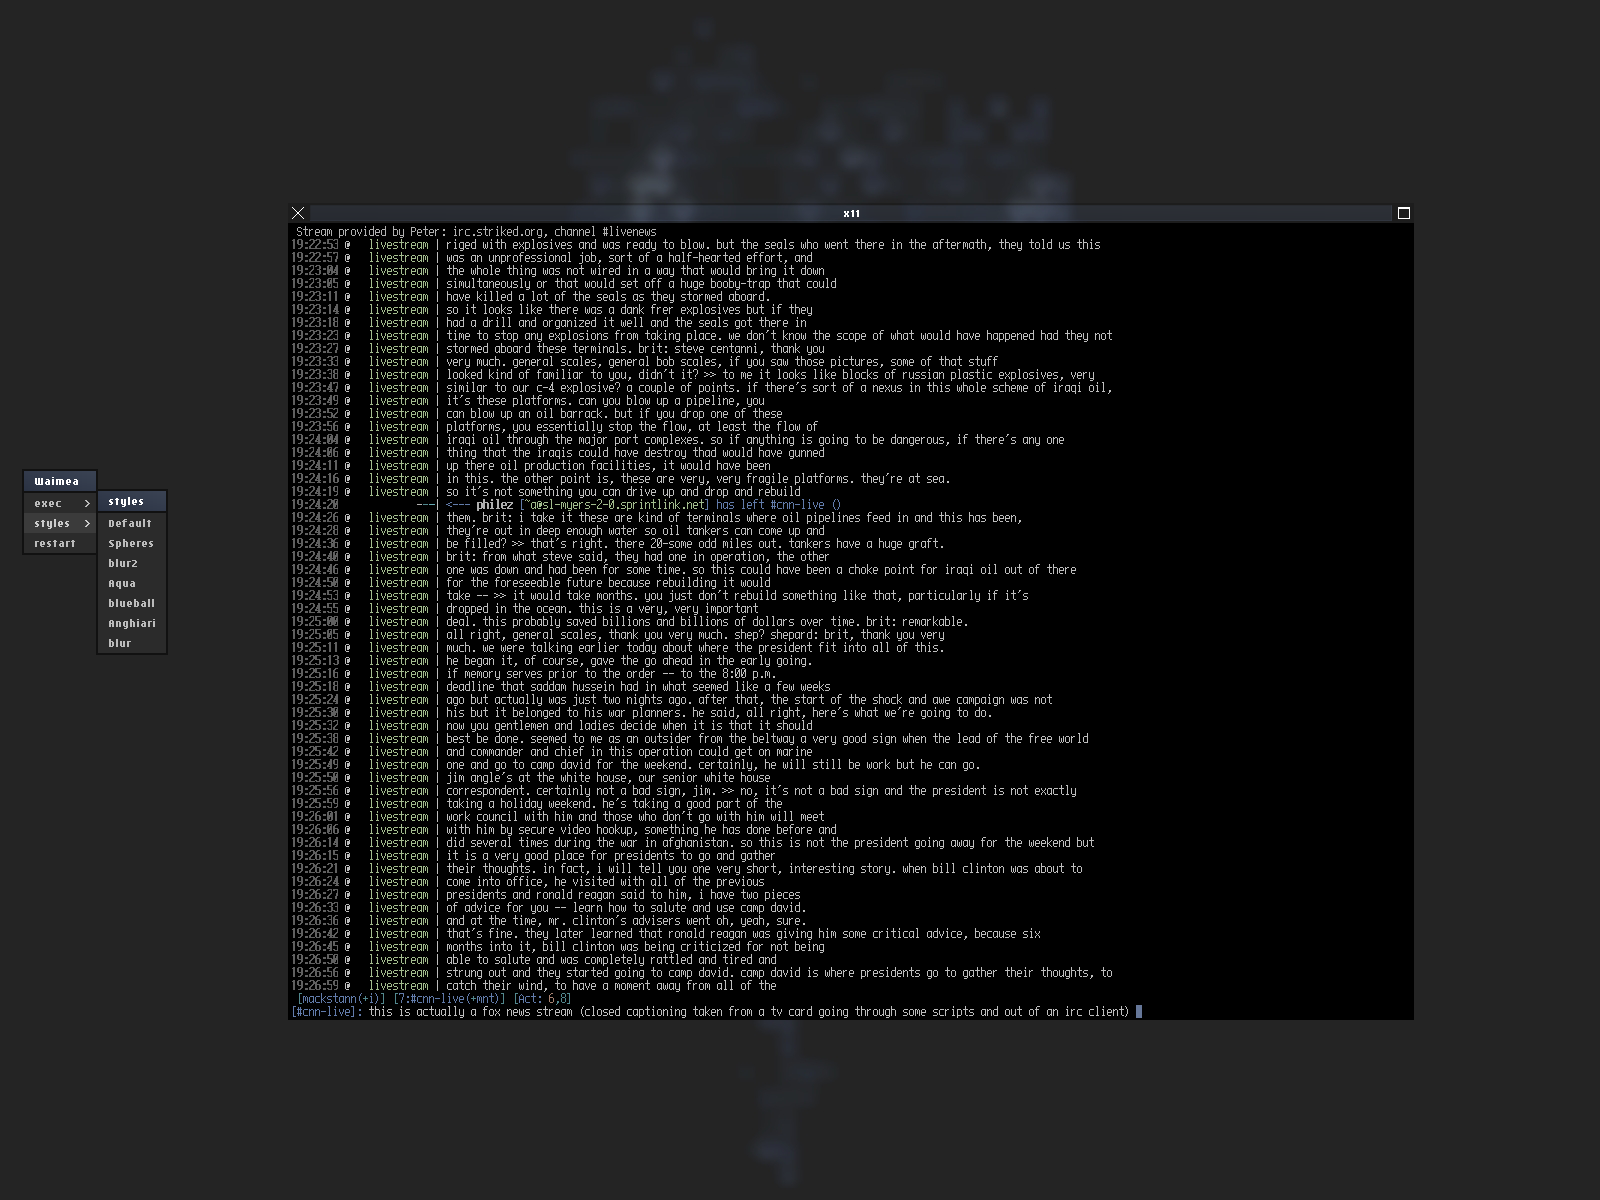 x11
Stream provided by Peter: irc.striked.org, channel #livenews
19:22:53 @ livestream | riged with explosives and was ready to blow. but the seals who went there in the aftermath, they told us this
19:22:57 @ livestream | was an unprofessional job, sort of a half-hearted effort, and
19:23:04 @ livestream | the whole thing was not wired in a way that would bring it down
19:23:05 @ livestream | simultaneously or that would set off a huge booby-trap that could
19:23:11 @ livestream | have killed a lot of the seals as they stormed aboard.
19:23:14 @ livestream | so it looks like there was a dank frer explosives but if they
19:23:18 @ livestream | had a drill and organized it well and the seals got there in
19:23:23 @ livestream | time to stop any explosions from taking place. we don't know the scope of what would have happened had they not
19:23:27 @ livestream | stormed aboard these terminals. brit: steve centanni, thank you
19:23:33 @ livestream | very much. general scales, general bob scales, if you saw those pictures, some of that stuff
19:23:38 @ livestream | looked kind of familiar to you, didn't it? >> to me it looks like blocks of russian plastic explosives, very
19:23:47 @ livestream | similar to our c-4 explosive? a couple of points. if there's sort of a nexus in this whole scheme of iraqi oil,
19:23:49 @ livestream | it's these platforms. can you blow up a pipeline, you
19:23:52 @ livestream | can blow up an oil barrack. but if you drop one of these
19:23:56 @ livestream | platforms, you essentially stop the flow, at least the flow of
19:24:04 @ livestream | iraqi oil through the major port complexes. so if anything is going to be dangerous, if there's any one
19:24:06 @ livestream | thing that the iraqis could have destroy thad would have gunned
19:24:11 @ livestream | up there oil production facilities, it would have been
19:24:16 @ livestream | in this. the other point is, these are very, very fragile platforms. they're at sea.
19:24:19 @ livestream | so it's not something you can drive up and drop and rebuild
19:24:20 ---| <--- philez [~a@sl-myers-2-0.sprintlink.net] has left #cnn-live ()
19:24:26 @ livestream | them. brit: i take it these are kind of terminals where oil pipelines feed in and this has been,
19:24:28 @ livestream | they're out in deep enough water so oil tankers can come up and
19:24:36 @ livestream | be filled? >> that's right. there 20-some odd miles out. tankers have a huge graft.
19:24:40 @ livestream | brit: from what steve said, they had one in operation, the other
19:24:46 @ livestream | one was down and had been for some time. so this could have been a choke point for iraqi oil out of there
19:24:50 @ livestream | for the foreseeable future because rebuilding it would
19:24:53 @ livestream | take -- >> it would take months. you just don't rebuild something like that, particularly if it's
19:24:55 @ livestream | dropped in the ocean. this is a very, very important
19:25:00 @ livestream | deal. this probably saved billions and billions of dollars over time. brit: remarkable.
19:25:05 @ livestream | all right, general scales, thank you very much. shep? shepard: brit, thank you very
19:25:11 @ livestream | much. we were talking earlier today about where the president fit into all of this.
19:25:13 @ livestream | he began it, of course, gave the go ahead in the early going.
19:25:16 @ livestream | if memory serves prior to the order -- to the 8:00 p.m.
19:25:18 @ livestream | deadline that saddam hussein had in what seemed like a few weeks
19:25:24 @ livestream | ago but actually was just two nights ago. after that, the start of the shock and awe campaign was not
19:25:30 @ livestream | his but it belonged to his war planners. he said, all right, here's what we're going to do.
19:25:32 @ livestream | now you gentlemen and ladies decide when it is that it should
19:25:38 @ livestream | best be done. seemed to me as an outsider from the beltway a very good sign when the lead of the free world
19:25:42 @ livestream | and commander and chief in this operation could get on marine
19:25:49 @ livestream | one and go to camp david for the weekend. certainly, he will still be work but he can go.
19:25:50 @ livestream | jim angle's at the white house, our senior white house
19:25:56 @ livestream | correspondent. certainly not a bad sign, jim. >> no, it's not a bad sign and the president is not exactly
19:25:59 @ livestream | taking a holiday weekend. he's taking a good part of the
19:26:01 @ livestream | work council with him and those who don't go with him will meet
19:26:06 @ livestream | with him by secure video hookup, something he has done before and
19:26:14 @ livestream | did several times during the war in afghanistan. so this is not the president going away for the weekend but
19:26:15 @ livestream | it is a very good place for presidents to go and gather
19:26:21 @ livestream | their thoughts. in fact, i will tell you one very short, interesting story. when bill clinton was about to
19:26:24 @ livestream | come into office, he visited with all of the previous
19:26:27 @ livestream | presidents and ronald reagan said to him, i have two pieces
19:26:33 @ livestream | of advice for you -- learn how to salute and use camp david.
19:26:36 @ livestream | and at the time, mr. clinton's advisers went oh, yeah, sure.
19:26:42 @ livestream | that's fine. they later learned that ronald reagan was giving him some critical advice, because six
19:26:45 @ livestream | months into it, bill clinton was being criticized for not being
19:26:50 @ livestream | able to salute and was completely rattled and tired and
19:26:56 @ livestream | strung out and they started going to camp david. camp david is where presidents go to gather their thoughts, to
19:26:59 @ livestream | catch their wind, to have a moment away from all of the
[mackstann(+i)] [7:#cnn-live(+mnt)] [Act: 6,8]
[#cnn-live]: this is actually a fox news stream (closed captioning taken from a tv card going through some scripts and out of an irc client)
Waimea
exec >
styles >
restart
styles
Default
Spheres
blur2
Aqua
blueball
Anghiari
blur